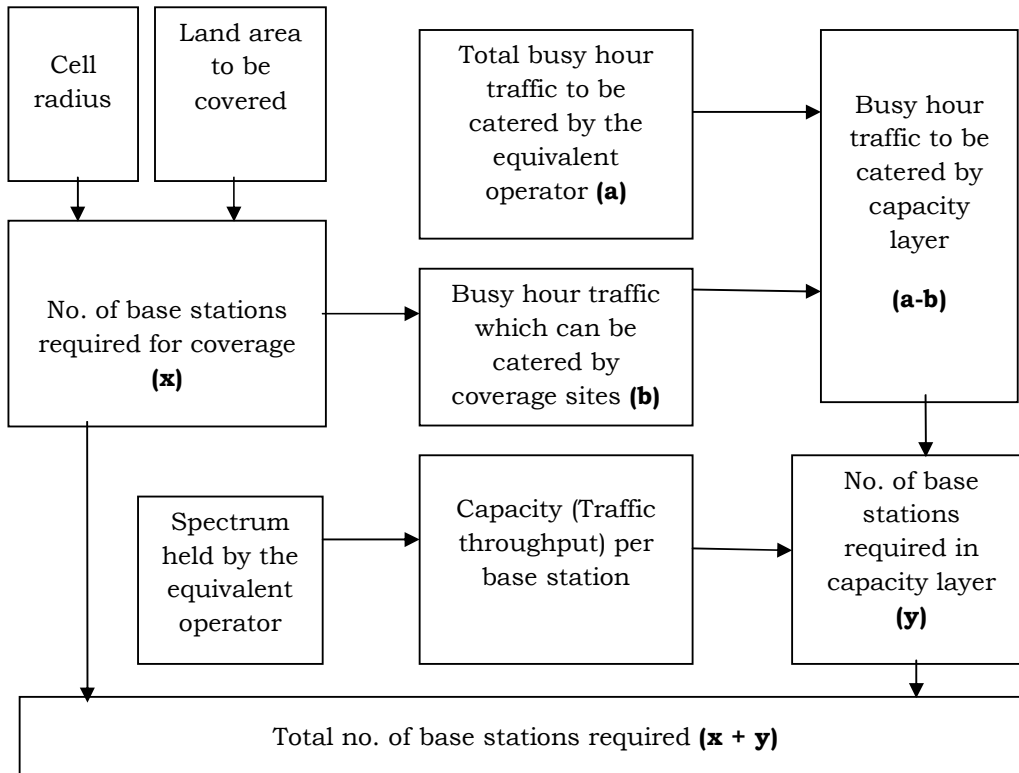 Cell
radius
Land area
to be
covered
Total busy hour
traffic to be
catered by the
equivalent
operator (a)
Busy hour
traffic to be
catered by
capacity
layer
(a-b)
No. of base stations
required for coverage
(x)
Busy hour traffic
which can be
catered by
coverage sites (b)
Spectrum
held by the
equivalent
operator
Capacity (Traffic
throughput) per
base station
No. of base
stations
required in
capacity layer
(y)
Total no. of base stations required (x + y)